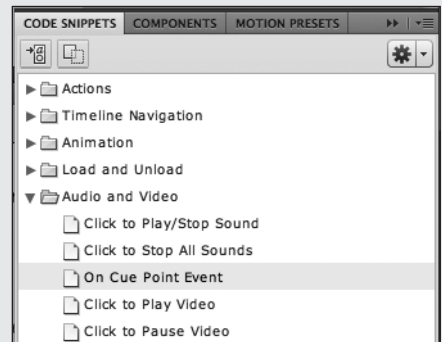 CODE SNIPPETS COMPONENTS MOTION PRESETS
Actions
Timeline Navigation
Animation
Load and Unload
Audio and Video
Click to Play/Stop Sound
Click to Stop All Sounds
On Cue Point Event
Click to Play Video
Click to Pause Video